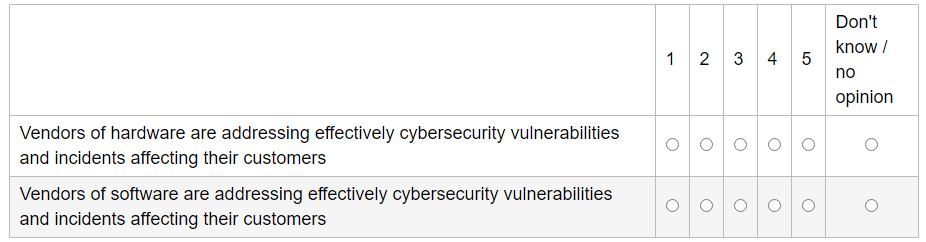 1 2 3 4 5 Don't
know /
no
opinion
Vendors of hardware are addressing effectively cybersecurity vulnerabilities
and incidents affecting their customers
Vendors of software are addressing effectively cybersecurity vulnerabilities
and incidents affecting their customers